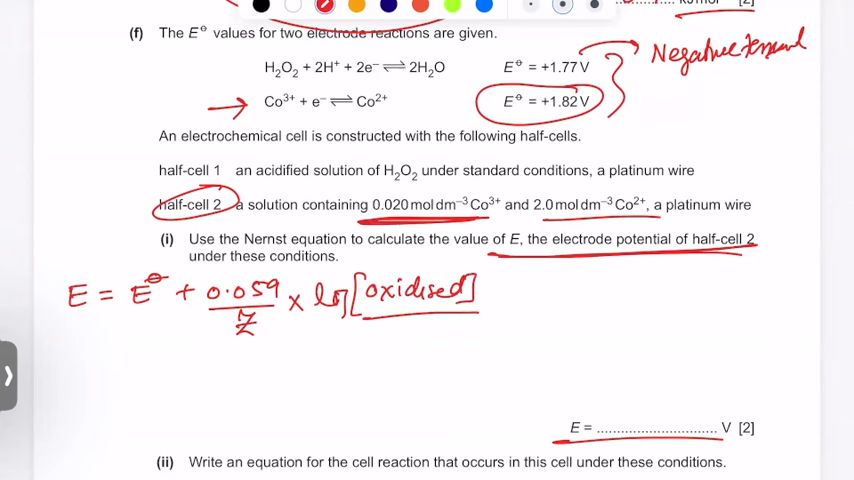 [2]
(f) The E⦵ values for two electrode reactions are given.
H₂O₂ + 2H⁺ + 2e⁻ ⇌ 2H₂O E⦵ = +1.77 V
Negative terminal
Co³⁺ + e⁻ ⇌ Co²⁺ E⦵ = +1.82 V
An electrochemical cell is constructed with the following half-cells.
half-cell 1 an acidified solution of H₂O₂ under standard conditions, a platinum wire
half-cell 2 a solution containing 0.020 mol dm⁻³ Co³⁺ and 2.0 mol dm⁻³ Co²⁺, a platinum wire
(i) Use the Nernst equation to calculate the value of E, the electrode potential of half-cell 2
under these conditions.
E = E⦵ + 0.059/z × log [oxidised]
E = .............................. V [2]
(ii) Write an equation for the cell reaction that occurs in this cell under these conditions.